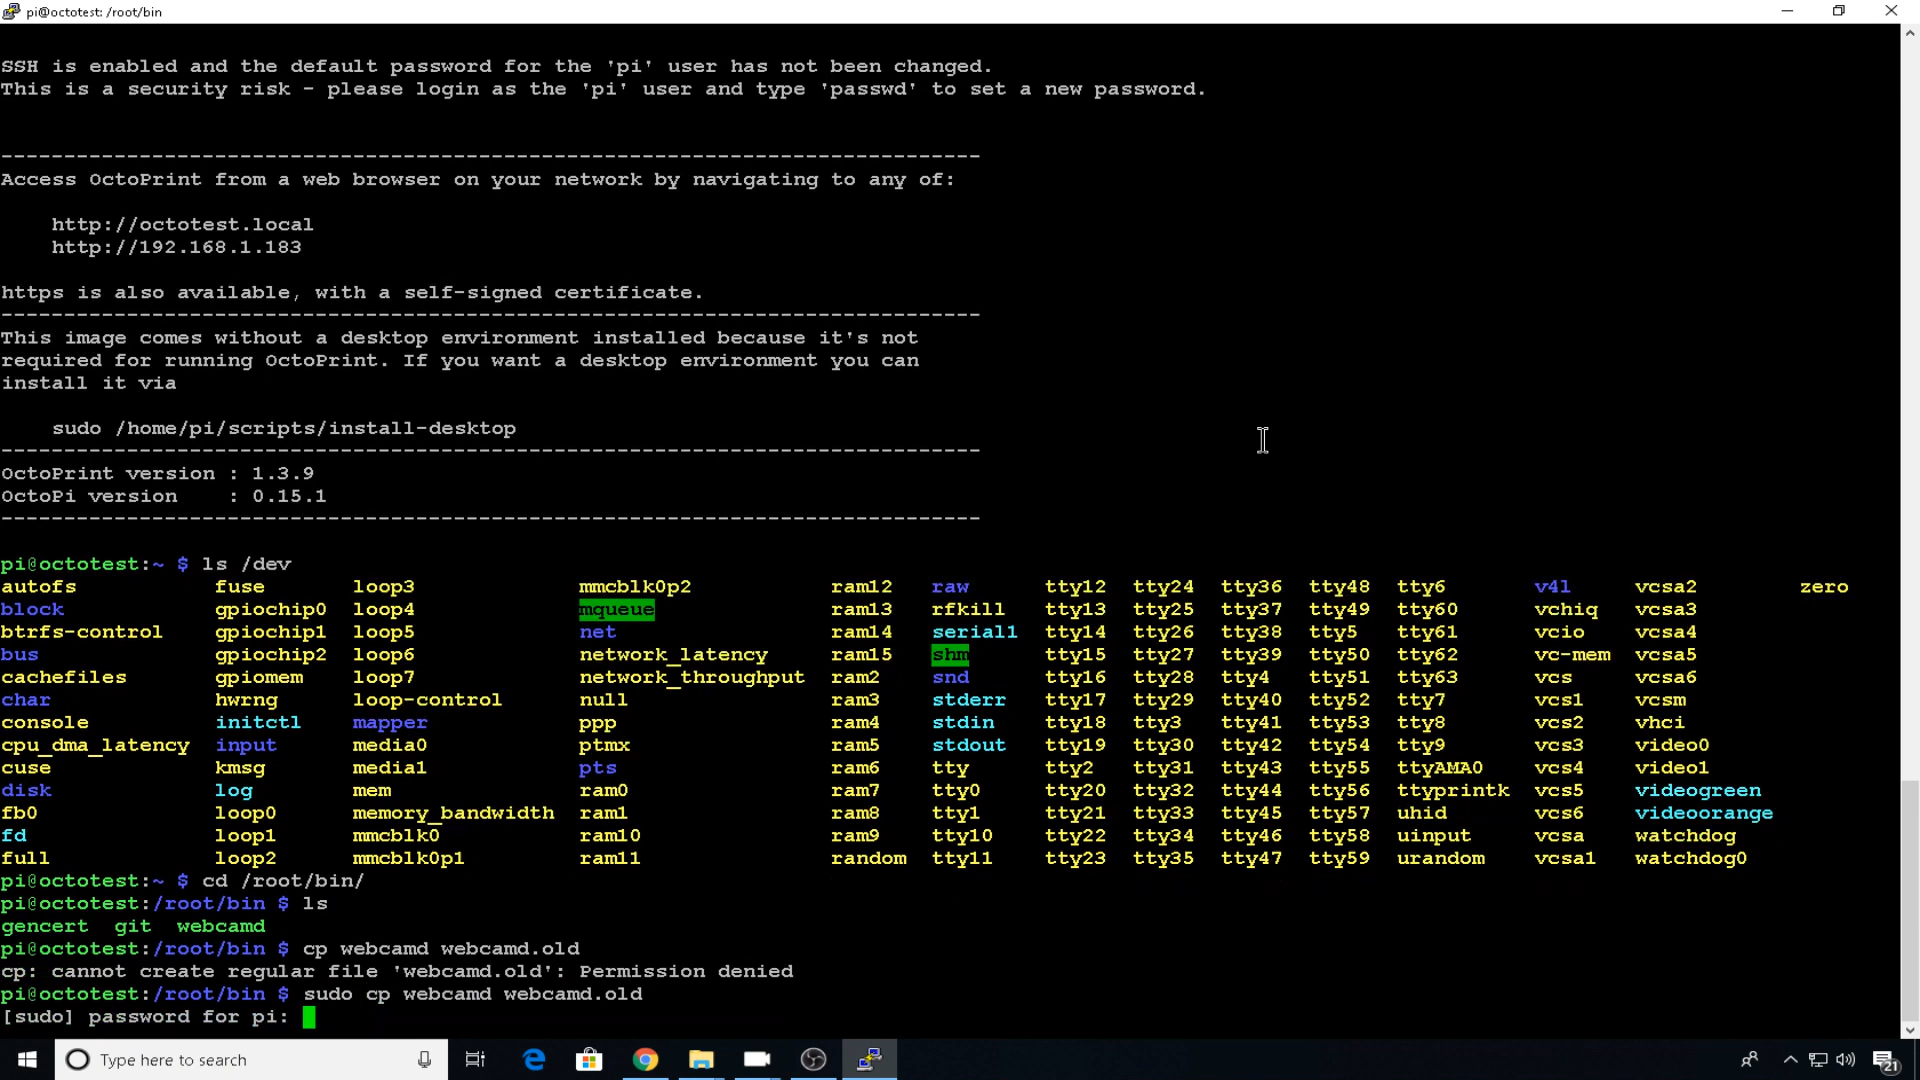 pi@octotest: /root/bin
SSH is enabled and the default password for the 'pi' user has not been changed.
This is a security risk - please login as the 'pi' user and type 'passwd' to set a new password.
------------------------------------------------------------------------------
Access OctoPrint from a web browser on your network by navigating to any of:
http://octotest.local
http://192.168.1.183
https is also available, with a self-signed certificate.
------------------------------------------------------------------------------
This image comes without a desktop environment installed because it's not
required for running OctoPrint. If you want a desktop environment you can
install it via
sudo /home/pi/scripts/install-desktop
------------------------------------------------------------------------------
OctoPrint version : 1.3.9
OctoPi version    : 0.15.1
------------------------------------------------------------------------------
pi@octotest:~ $ ls /dev
autofs fuse loop3 mmcblk0p2 ram12 raw tty12 tty24 tty36 tty48 tty6 v4l vcsa2 zero
block gpiochip0 loop4 mqueue ram13 rfkill tty13 tty25 tty37 tty49 tty60 vchiq vcsa3
btrfs-control gpiochip1 loop5 net ram14 serial1 tty14 tty26 tty38 tty5 tty61 vcio vcsa4
bus gpiochip2 loop6 network_latency ram15 shm tty15 tty27 tty39 tty50 tty62 vc-mem vcsa5
cachefiles gpiomem loop7 network_throughput ram2 snd tty16 tty28 tty4 tty51 tty63 vcs vcsa6
char hwrng loop-control null ram3 stderr tty17 tty29 tty40 tty52 tty7 vcs1 vcsm
console initctl mapper ppp ram4 stdin tty18 tty3 tty41 tty53 tty8 vcs2 vhci
cpu_dma_latency input media0 ptmx ram5 stdout tty19 tty30 tty42 tty54 tty9 vcs3 video0
cuse kmsg media1 pts ram6 tty tty2 tty31 tty43 tty55 ttyAMA0 vcs4 video1
disk log mem ram0 ram7 tty0 tty20 tty32 tty44 tty56 ttyprintk vcs5 videogreen
fb0 loop0 memory_bandwidth ram1 ram8 tty1 tty21 tty33 tty45 tty57 uhid vcs6 videoorange
fd loop1 mmcblk0 ram10 ram9 tty10 tty22 tty34 tty46 tty58 uinput vcsa watchdog
full loop2 mmcblk0p1 ram11 random tty11 tty23 tty35 tty47 tty59 urandom vcsa1 watchdog0
pi@octotest:~ $ cd /root/bin/
pi@octotest:/root/bin $ ls
gencert git webcamd
pi@octotest:/root/bin $ cp webcamd webcamd.old
cp: cannot create regular file 'webcamd.old': Permission denied
pi@octotest:/root/bin $ sudo cp webcamd webcamd.old
[sudo] password for pi:
Type here to search
21